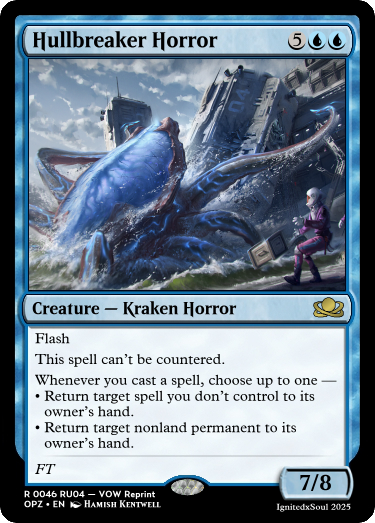 Hullbreaker Horror 5
Creature — Kraken Horror
Flash
This spell can't be countered.
Whenever you cast a spell, choose up to one —
• Return target spell you don't control to its
owner's hand.
• Return target nonland permanent to its
owner's hand.
FT
7/8
R 0046 RU04 — VOW Reprint
OPZ • EN Hamish Kentwell
IgnitedxSoul 2025